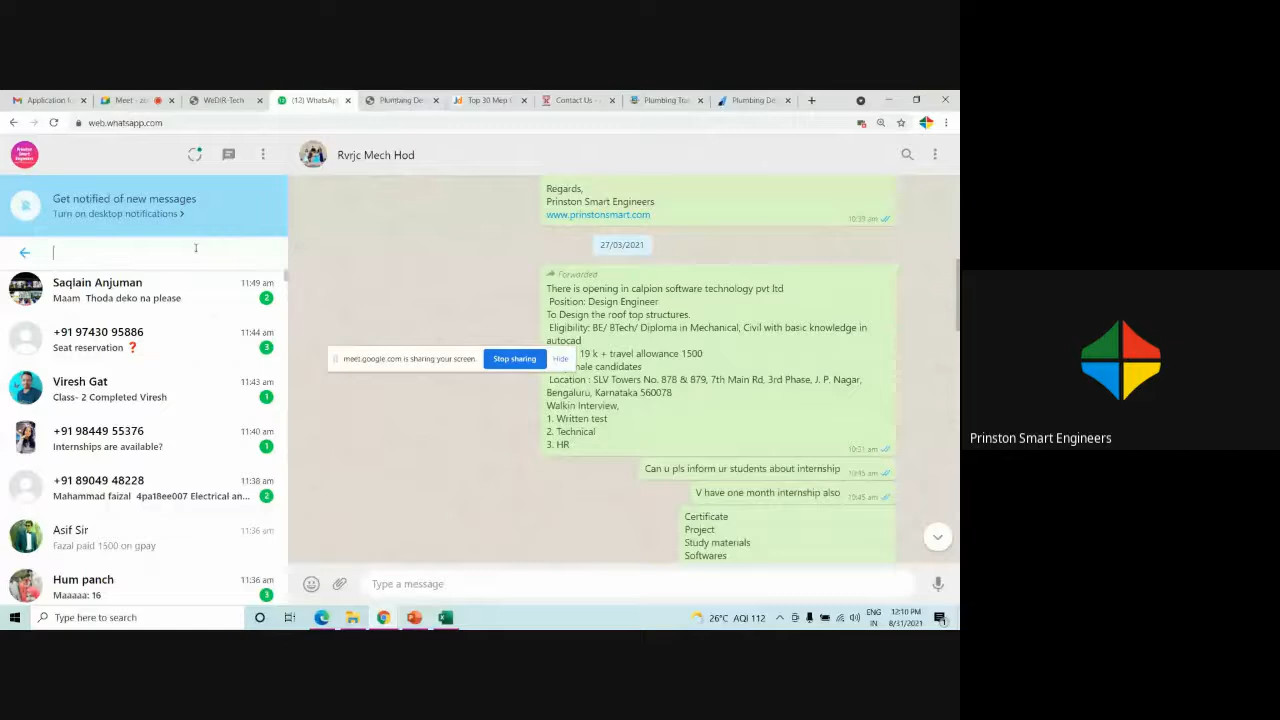 Application fo
Meet - as
WoDIR-Tech
(12) WhatsAp
Plumbing De
Top 30 Mep
Contact Us -
Plumbing Tra
Plumbing De
web.whatsapp.com
Prinston
Smart
Engineers
Rvrjc Mech Hod
Get notified of new messages
Turn on desktop notifications >
Saqlain Anjuman 11:49 am
Maam Thoda deko na please 2
+91 97430 95886 11:44 am
Seat reservation ❓ 3
Viresh Gat 11:43 am
Class- 2 Completed Viresh 1
+91 98449 55376 11:40 am
Internships are available? 1
+91 89049 48228 11:38 am
Mahammad faizal 4pa18ee007 Electrical an... 2
Asif Sir 11:36 am
Fazal paid 1500 on gpay
Hum panch 11:36 am
Maaaaa: 16 3
Regards,
Prinston Smart Engineers
www.prinstonsmart.com 10:39 am
27/03/2021
Forwarded
There is opening in calpion software technology pvt ltd
Position: Design Engineer
To Design the roof top structures.
Eligibility: BE/ BTech/ Diploma in Mechanical, Civil with basic knowledge in
autocad
19 k + travel allowance 1500
ale candidates
Location : SLV Towers No. 878 & 879, 7th Main Rd, 3rd Phase, J. P. Nagar,
Bengaluru, Karnataka 560078
Walkin Interview,
1. Written test
2. Technical
3. HR
10:31 am
meet.google.com is sharing your screen. Stop sharing Hide
Can u pls inform ur students about internship 10:45 am
V have one month internship also 10:45 am
Certificate
Project
Study materials
Softwares
Type a message
Type here to search
26°C AQI 112
ENG
IN
12:10 PM
8/31/2021
Prinston Smart Engineers